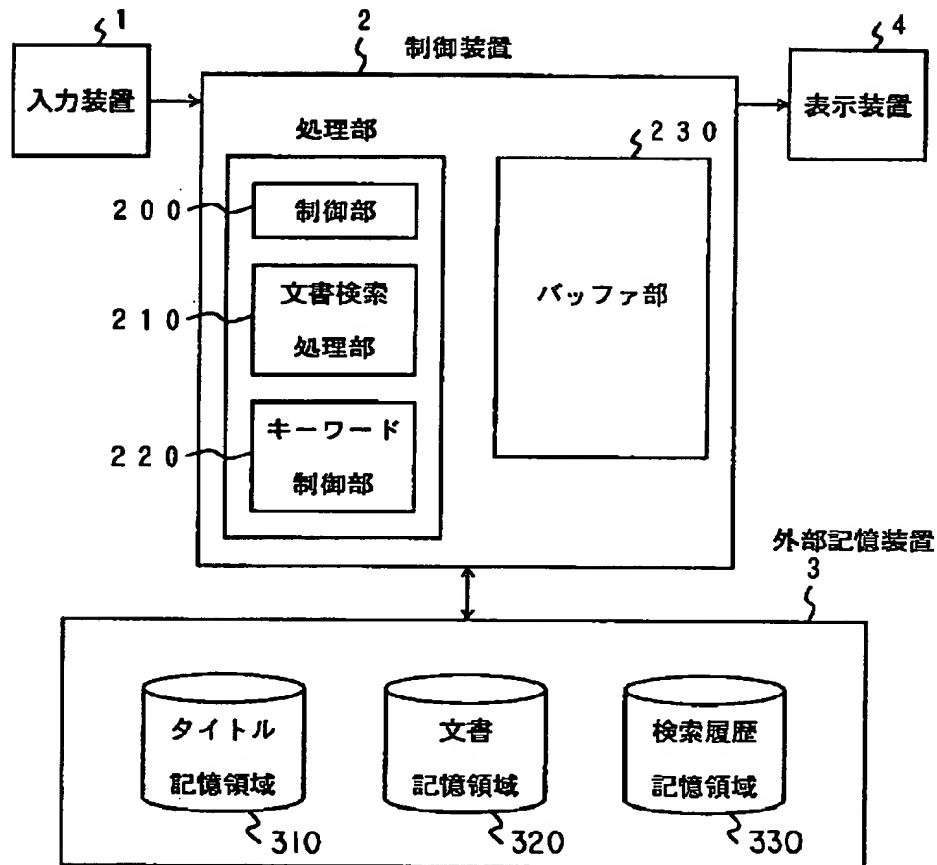 1
入力装置
2
制御装置
4
表示装置
処理部
200
制御部
210
文書検索
処理部
220
キーワード
制御部
230
バッファ部
外部記憶装置
3
タイトル
記憶領域
310
文書
記憶領域
320
検索履歴
記憶領域
330